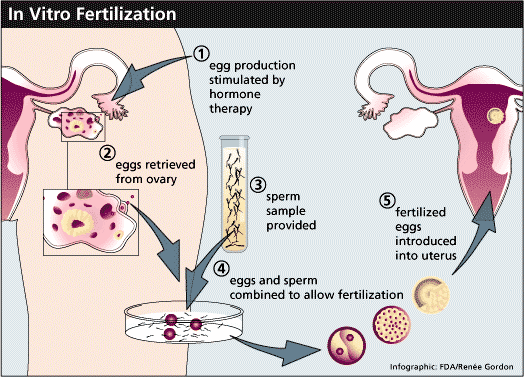 In Vitro Fertilization
① egg production
stimulated by
hormone
therapy
② eggs retrieved
from ovary
③ sperm
sample
provided
④ eggs and sperm
combined to allow fertilization
⑤ fertilized
eggs
introduced
into uterus
Infographic: FDA/Renée Gordon